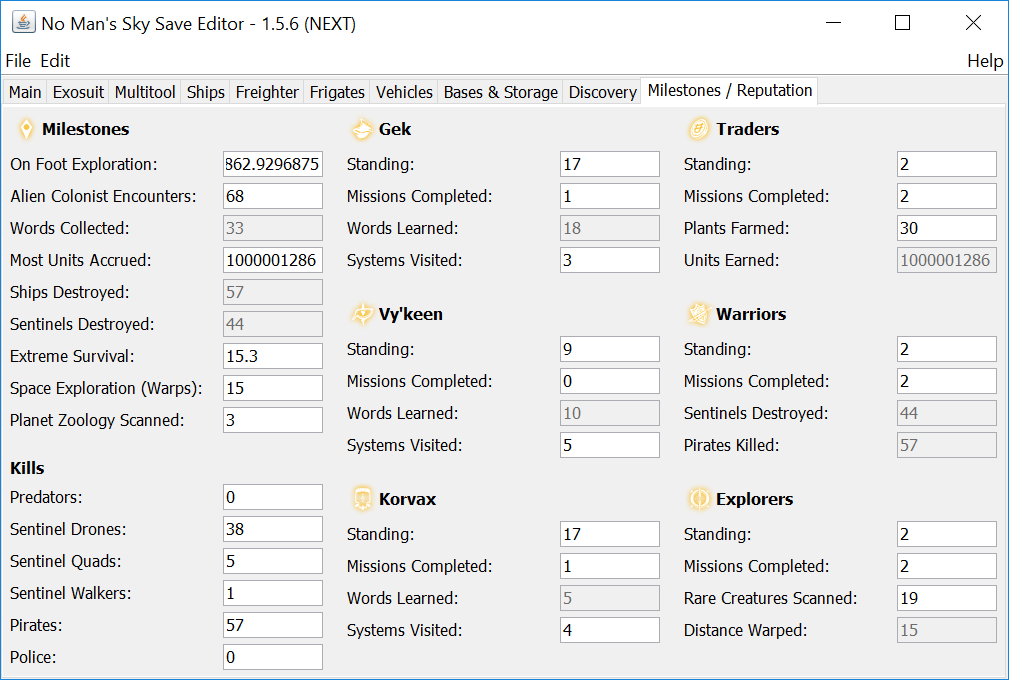 No Man's Sky Save Editor - 1.5.6 (NEXT)
File Edit Help
Main Exosuit Multitool Ships Freighter Frigates Vehicles Bases & Storage Discovery Milestones / Reputation
Milestones
On Foot Exploration: 862.9296875
Alien Colonist Encounters: 68
Words Collected: 33
Most Units Accrued: 1000001286
Ships Destroyed: 57
Sentinels Destroyed: 44
Extreme Survival: 15.3
Space Exploration (Warps): 15
Planet Zoology Scanned: 3
Kills
Predators: 0
Sentinel Drones: 38
Sentinel Quads: 5
Sentinel Walkers: 1
Pirates: 57
Police: 0
Gek
Standing: 17
Missions Completed: 1
Words Learned: 18
Systems Visited: 3
Vy'keen
Standing: 9
Missions Completed: 0
Words Learned: 10
Systems Visited: 5
Korvax
Standing: 17
Missions Completed: 1
Words Learned: 5
Systems Visited: 4
Traders
Standing: 2
Missions Completed: 2
Plants Farmed: 30
Units Earned: 1000001286
Warriors
Standing: 2
Missions Completed: 2
Sentinels Destroyed: 44
Pirates Killed: 57
Explorers
Standing: 2
Missions Completed: 2
Rare Creatures Scanned: 19
Distance Warped: 15